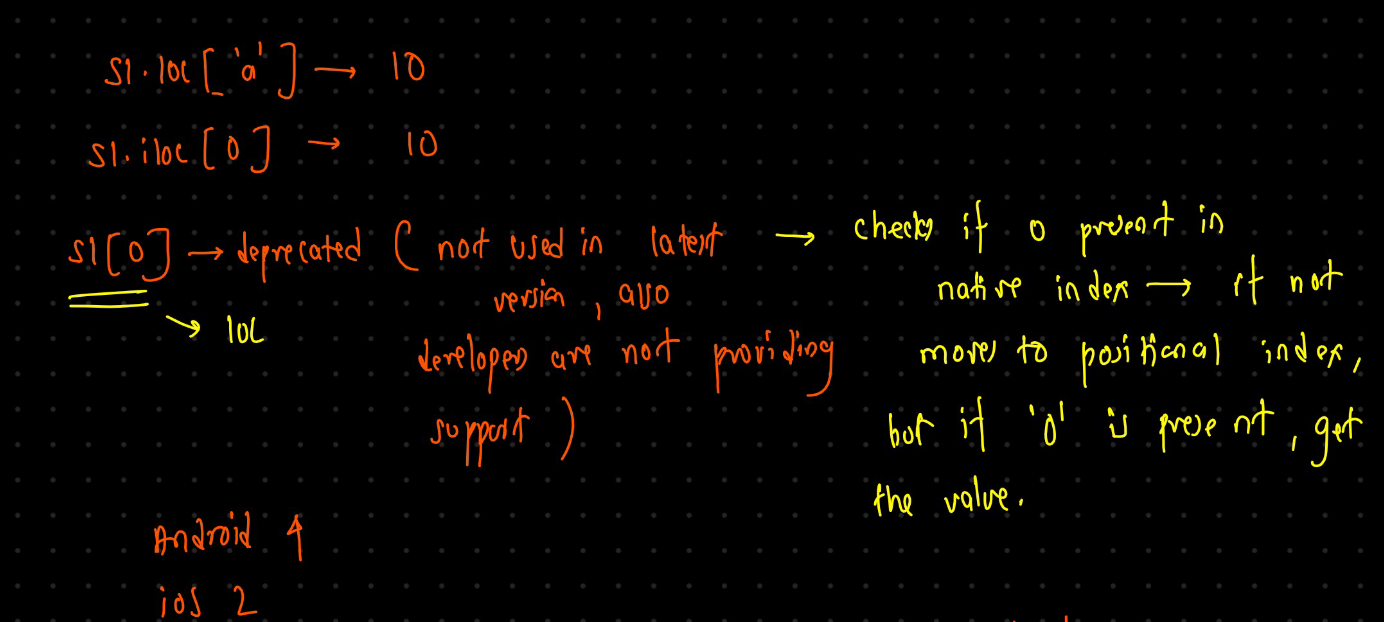 s1.loc['a'] → 10
s1.iloc[0] → 10
s1[0] → deprecated ( not used in latest
version, also
developers are not providing
support )
→ loc
→ checks if 0 present in
native index → if not
moves to positional index,
but if '0' is present, get
the value.
Android 4
ios 2